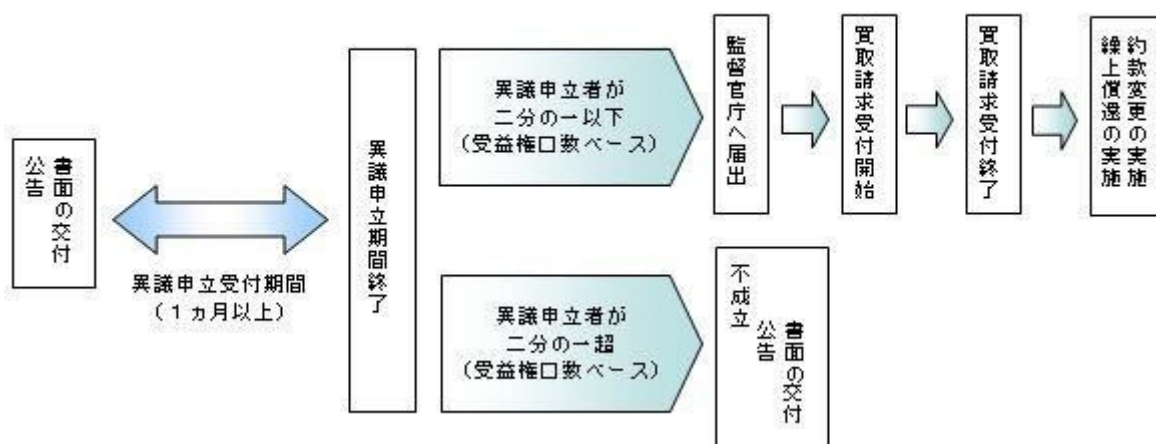 公告
書面の交付
異議申立受付期間
（１ヵ月以上）
異議申立期間終了
異議申立者が
二分の一以下
（受益権口数ベース）
監督官庁へ届出
買取請求受付開始
買取請求受付終了
約款変更の実施
繰上償還の実施
異議申立者が
二分の一超
（受益権口数ベース）
不成立
公告
書面の交付